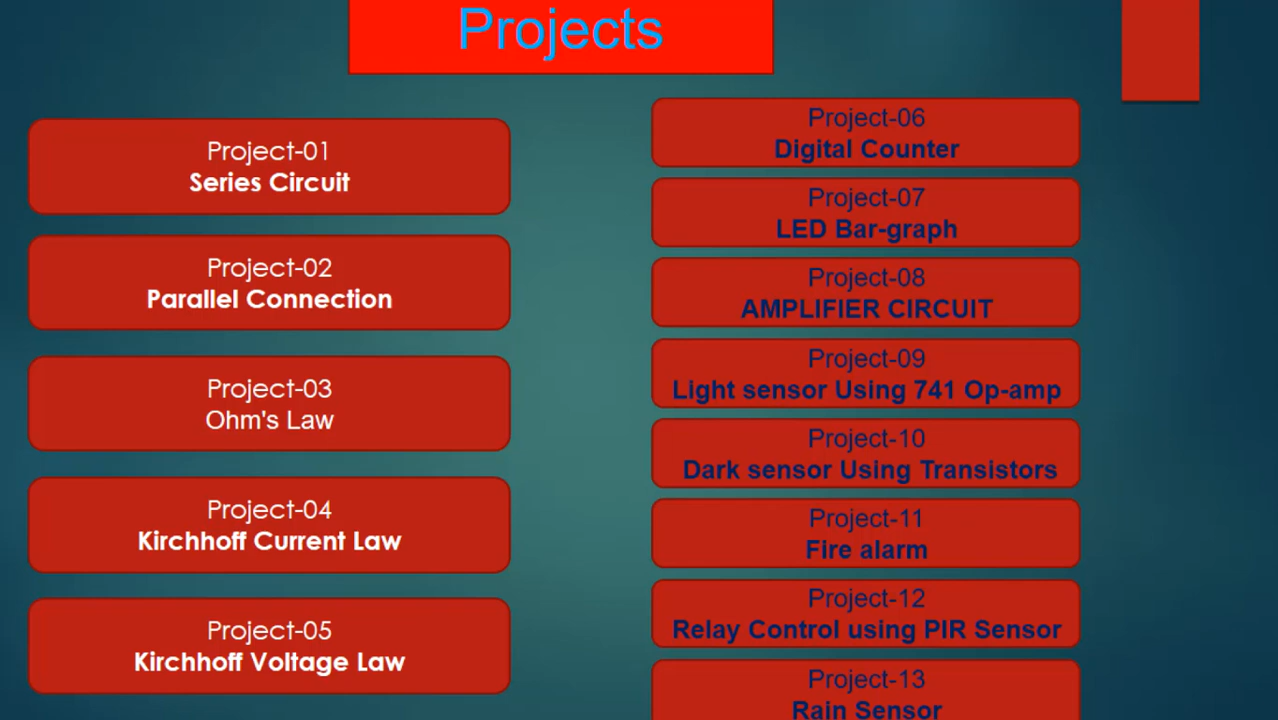 Projects
Project-01
Series Circuit
Project-02
Parallel Connection
Project-03
Ohm's Law
Project-04
Kirchhoff Current Law
Project-05
Kirchhoff Voltage Law
Project-06
Digital Counter
Project-07
LED Bar-graph
Project-08
AMPLIFIER CIRCUIT
Project-09
Light sensor Using 741 Op-amp
Project-10
Dark sensor Using Transistors
Project-11
Fire alarm
Project-12
Relay Control using PIR Sensor
Project-13
Rain Sensor